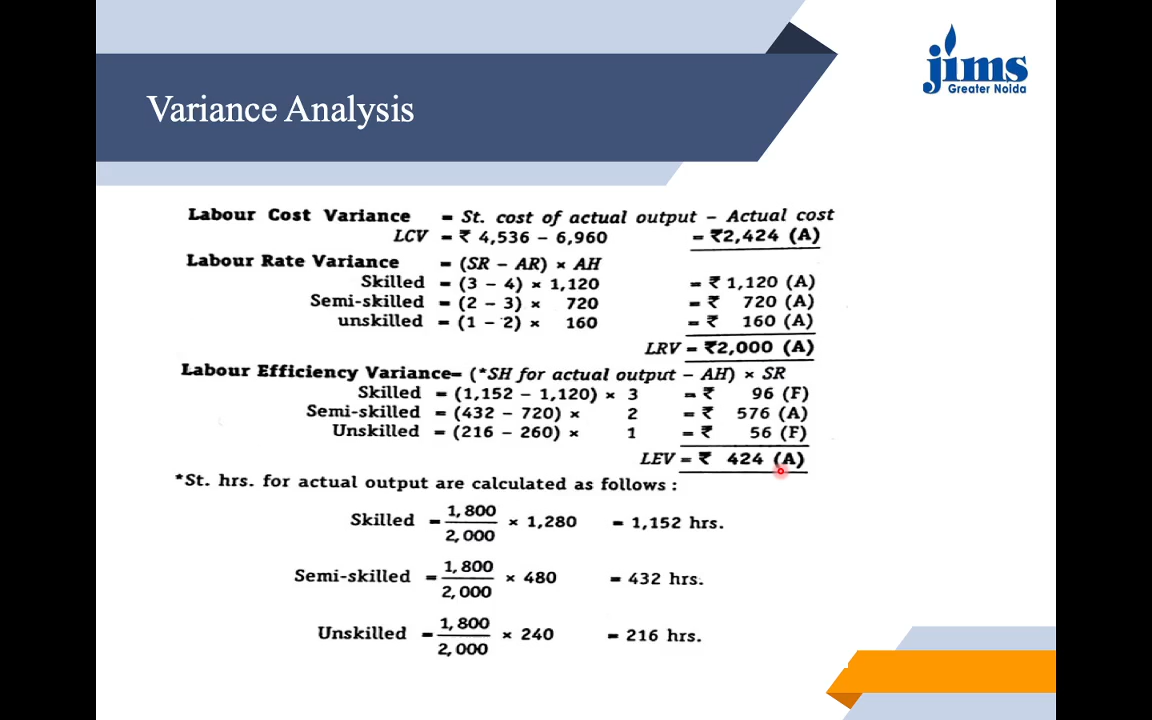 jims
Greater Noida
Variance Analysis
Labour Cost Variance = St. cost of actual output – Actual cost
LCV = ₹ 4,536 – 6,960 = ₹2,424 (A)
Labour Rate Variance = (SR – AR) × AH
Skilled = (3 – 4) × 1,120 = ₹ 1,120 (A)
Semi-skilled = (2 – 3) × 720 = ₹ 720 (A)
unskilled = (1 – 2) × 160 = ₹ 160 (A)
LRV = ₹2,000 (A)
Labour Efficiency Variance= (*SH for actual output – AH) × SR
Skilled = (1,152 – 1,120) × 3 = ₹ 96 (F)
Semi-skilled = (432 – 720) × 2 = ₹ 576 (A)
Unskilled = (216 – 260) × 1 = ₹ 56 (F)
LEV = ₹ 424 (A)
*St. hrs. for actual output are calculated as follows :
Skilled = 1,800/2,000 × 1,280 = 1,152 hrs.
Semi-skilled = 1,800/2,000 × 480 = 432 hrs.
Unskilled = 1,800/2,000 × 240 = 216 hrs.